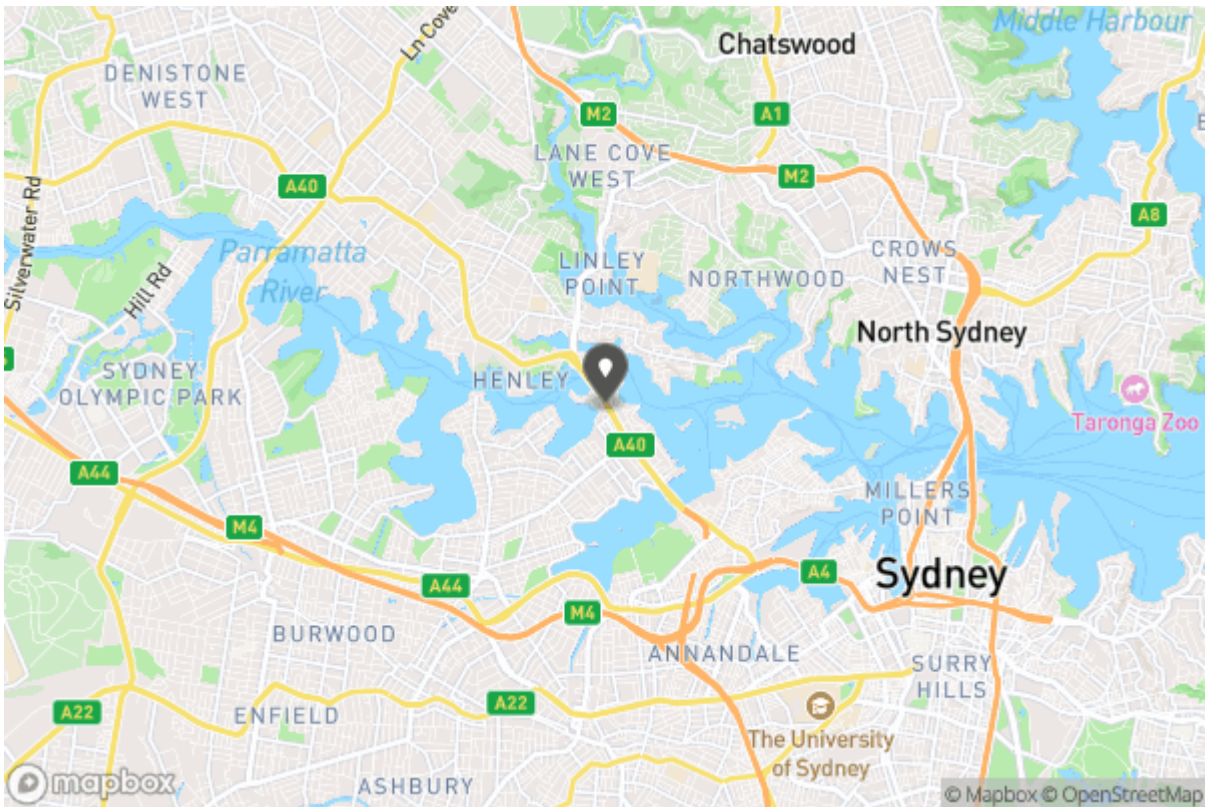 Middle Harbour
Chatswood
Ln Cove
DENISTONE
WEST
M2
A1
LANE COVE
WEST
M2
A40
Silverwater Rd
A8
Parramatta
River
Hill Rd
LINLEY
POINT
NORTHWOOD
CROWS
NEST
North Sydney
SYDNEY
OLYMPIC PARK
HENLEY
Taronga Zoo
A40
A44
MILLERS
POINT
M4
A44
A4
Sydney
M4
BURWOOD
ANNANDALE
SURRY
HILLS
A22
A22
ENFIELD
The University
of Sydney
ASHBURY
mapbox
© Mapbox © OpenStreetMap